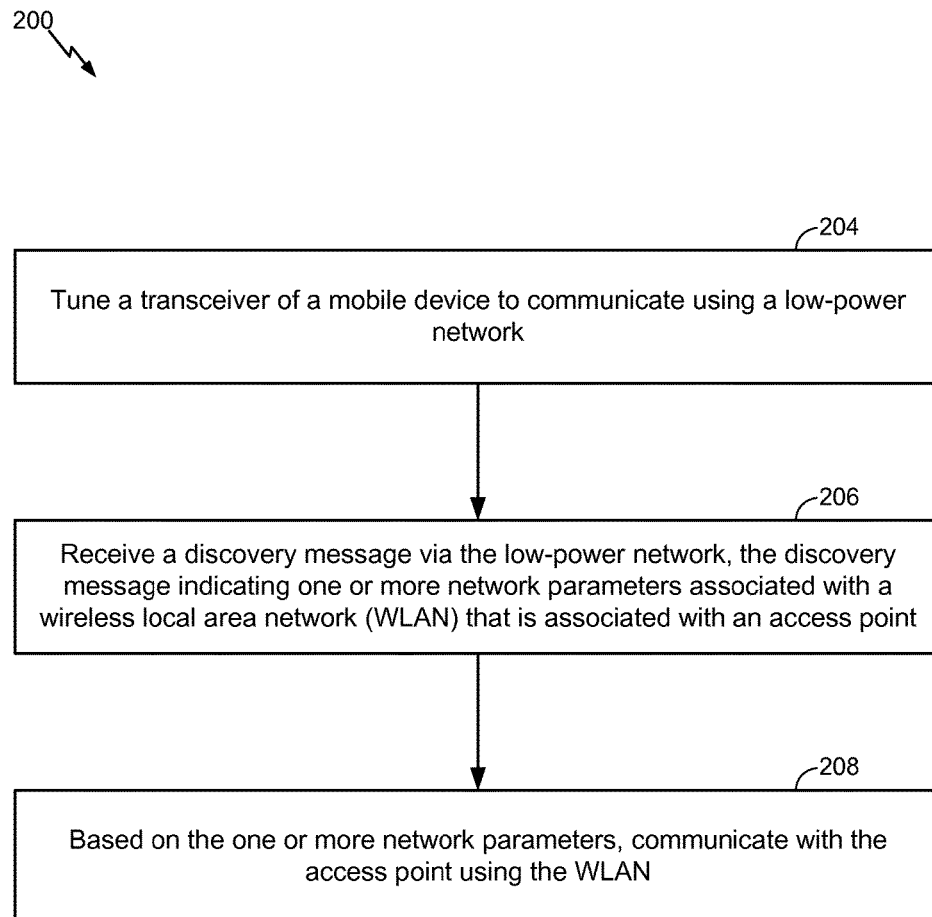 200
204
Tune a transceiver of a mobile device to communicate using a low-power
network
206
Receive a discovery message via the low-power network, the discovery
message indicating one or more network parameters associated with a
wireless local area network (WLAN) that is associated with an access point
208
Based on the one or more network parameters, communicate with the
access point using the WLAN